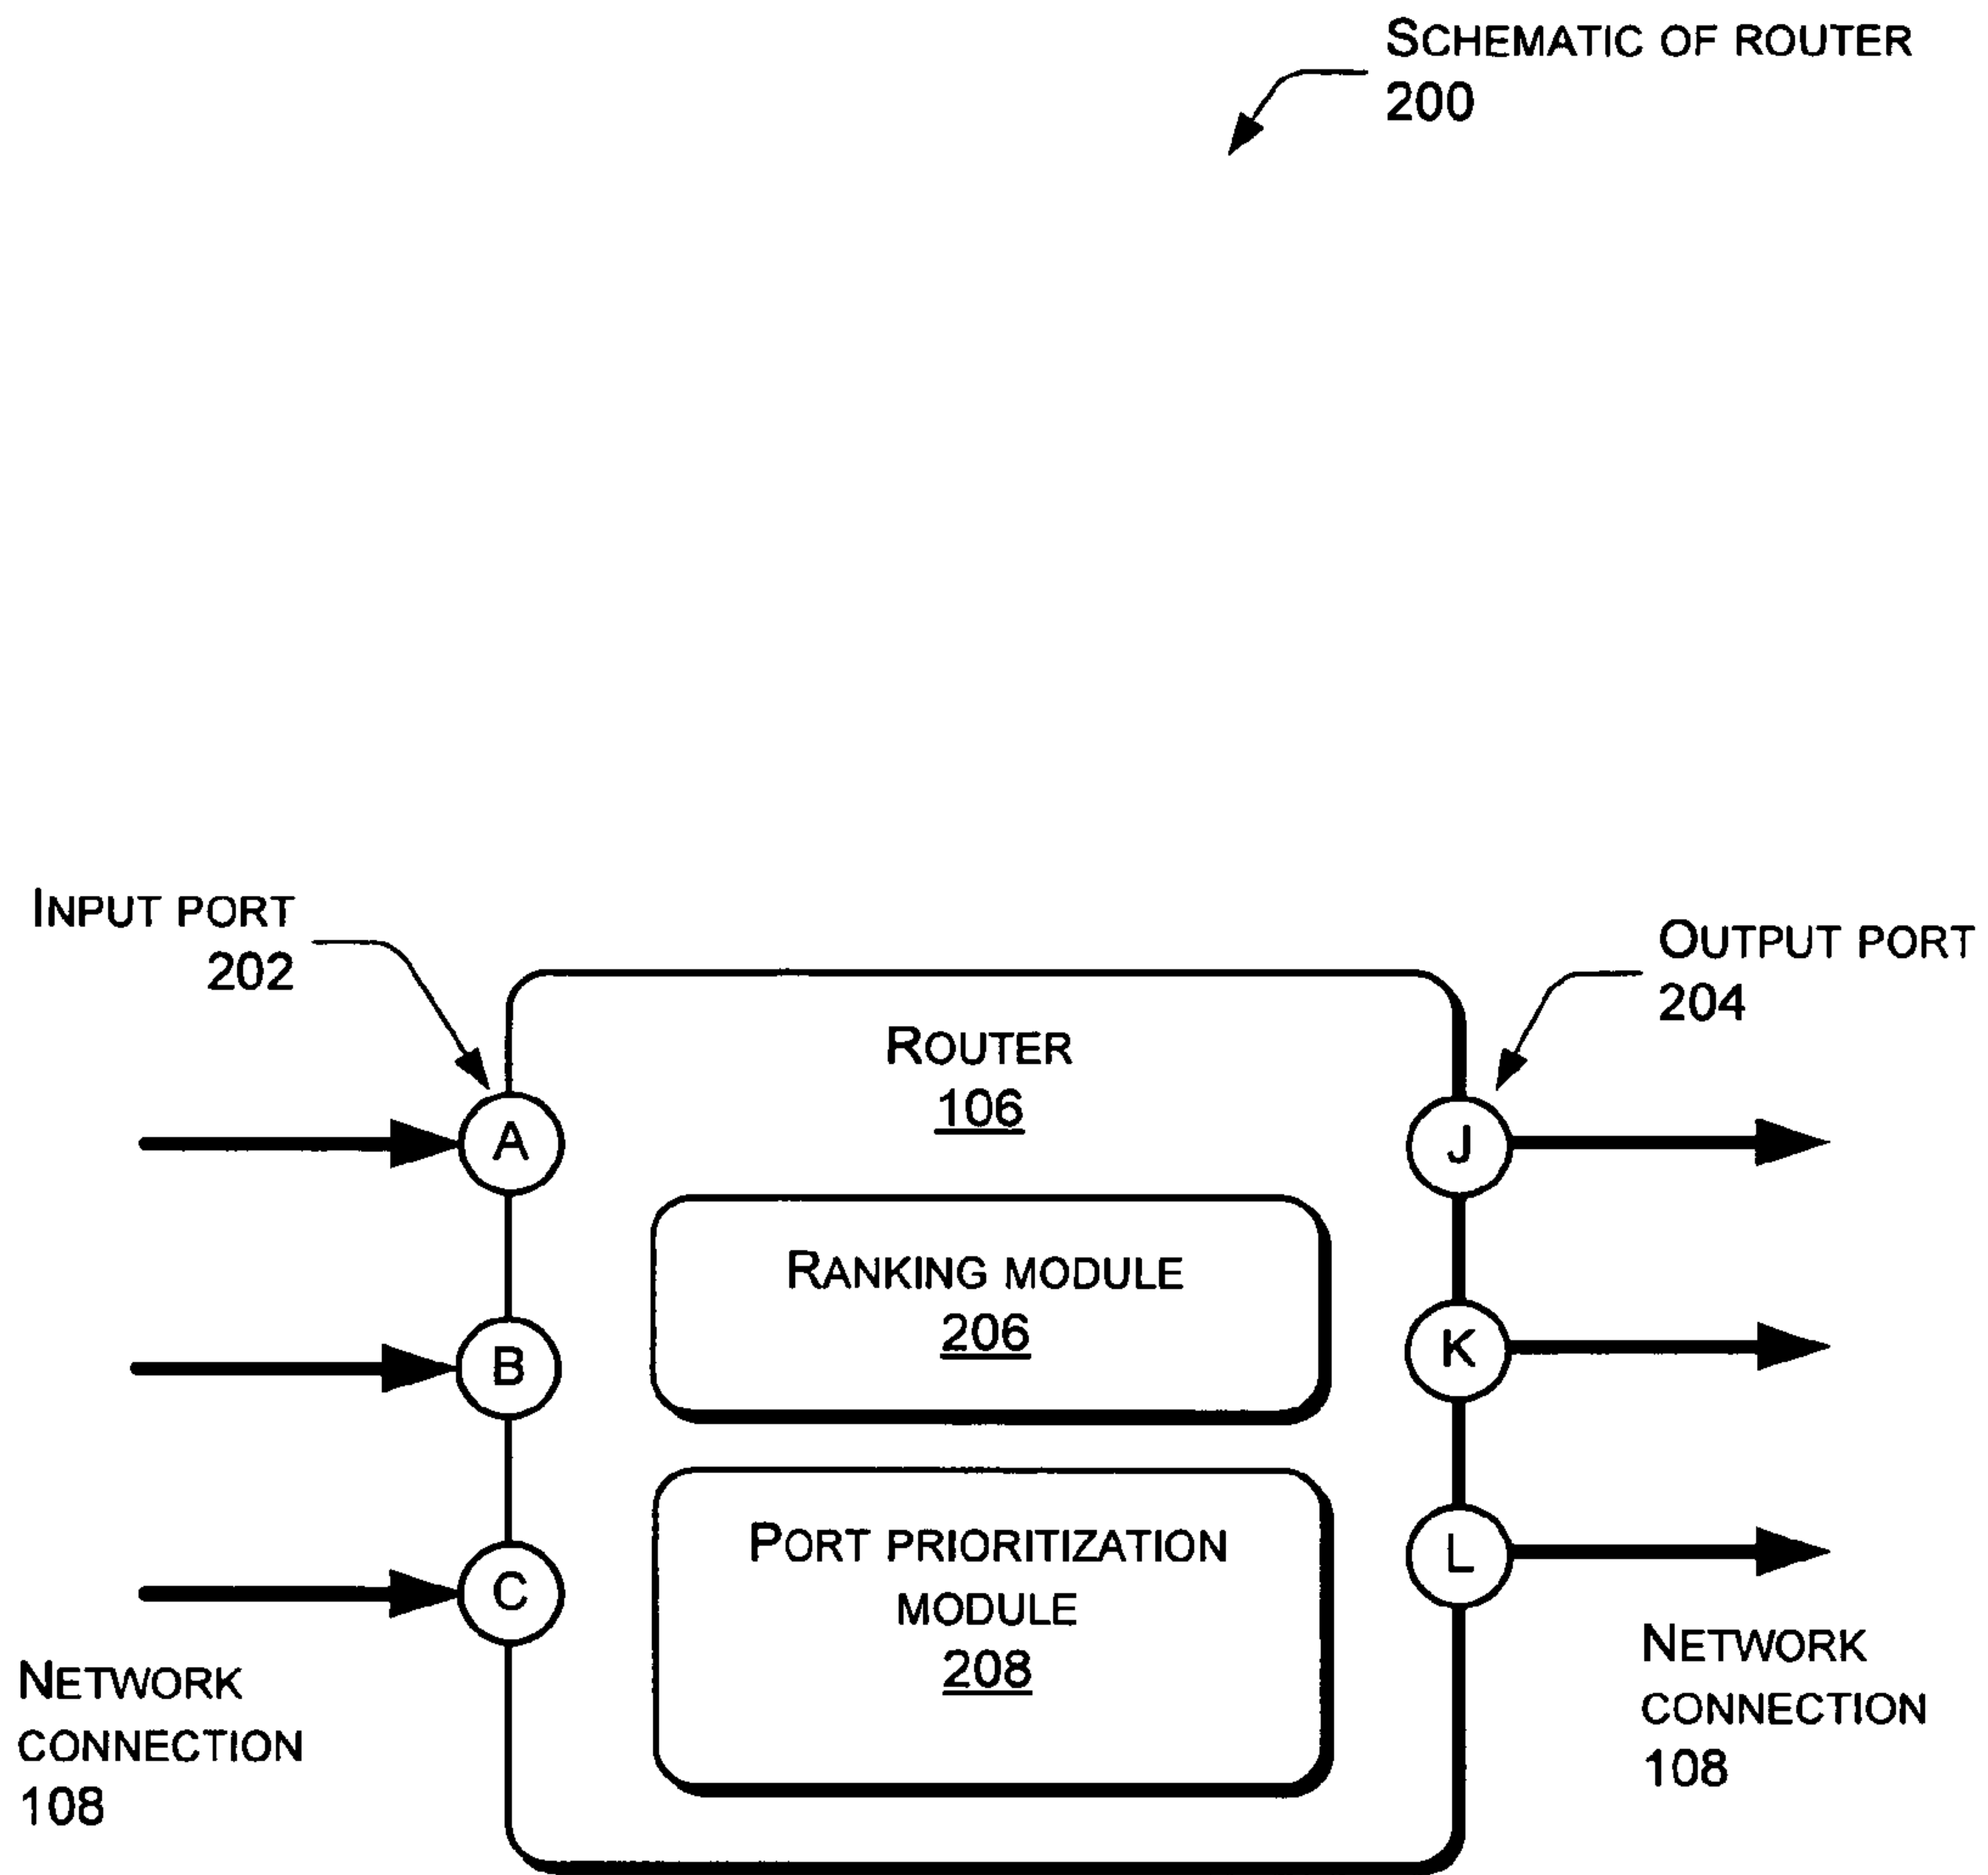 SCHEMATIC OF ROUTER
200
INPUT PORT
202
OUTPUT PORT
204
ROUTER
106
A
J
RANKING MODULE
206
B
K
PORT PRIORITIZATION
MODULE
208
C
L
NETWORK
CONNECTION
108
NETWORK
CONNECTION
108